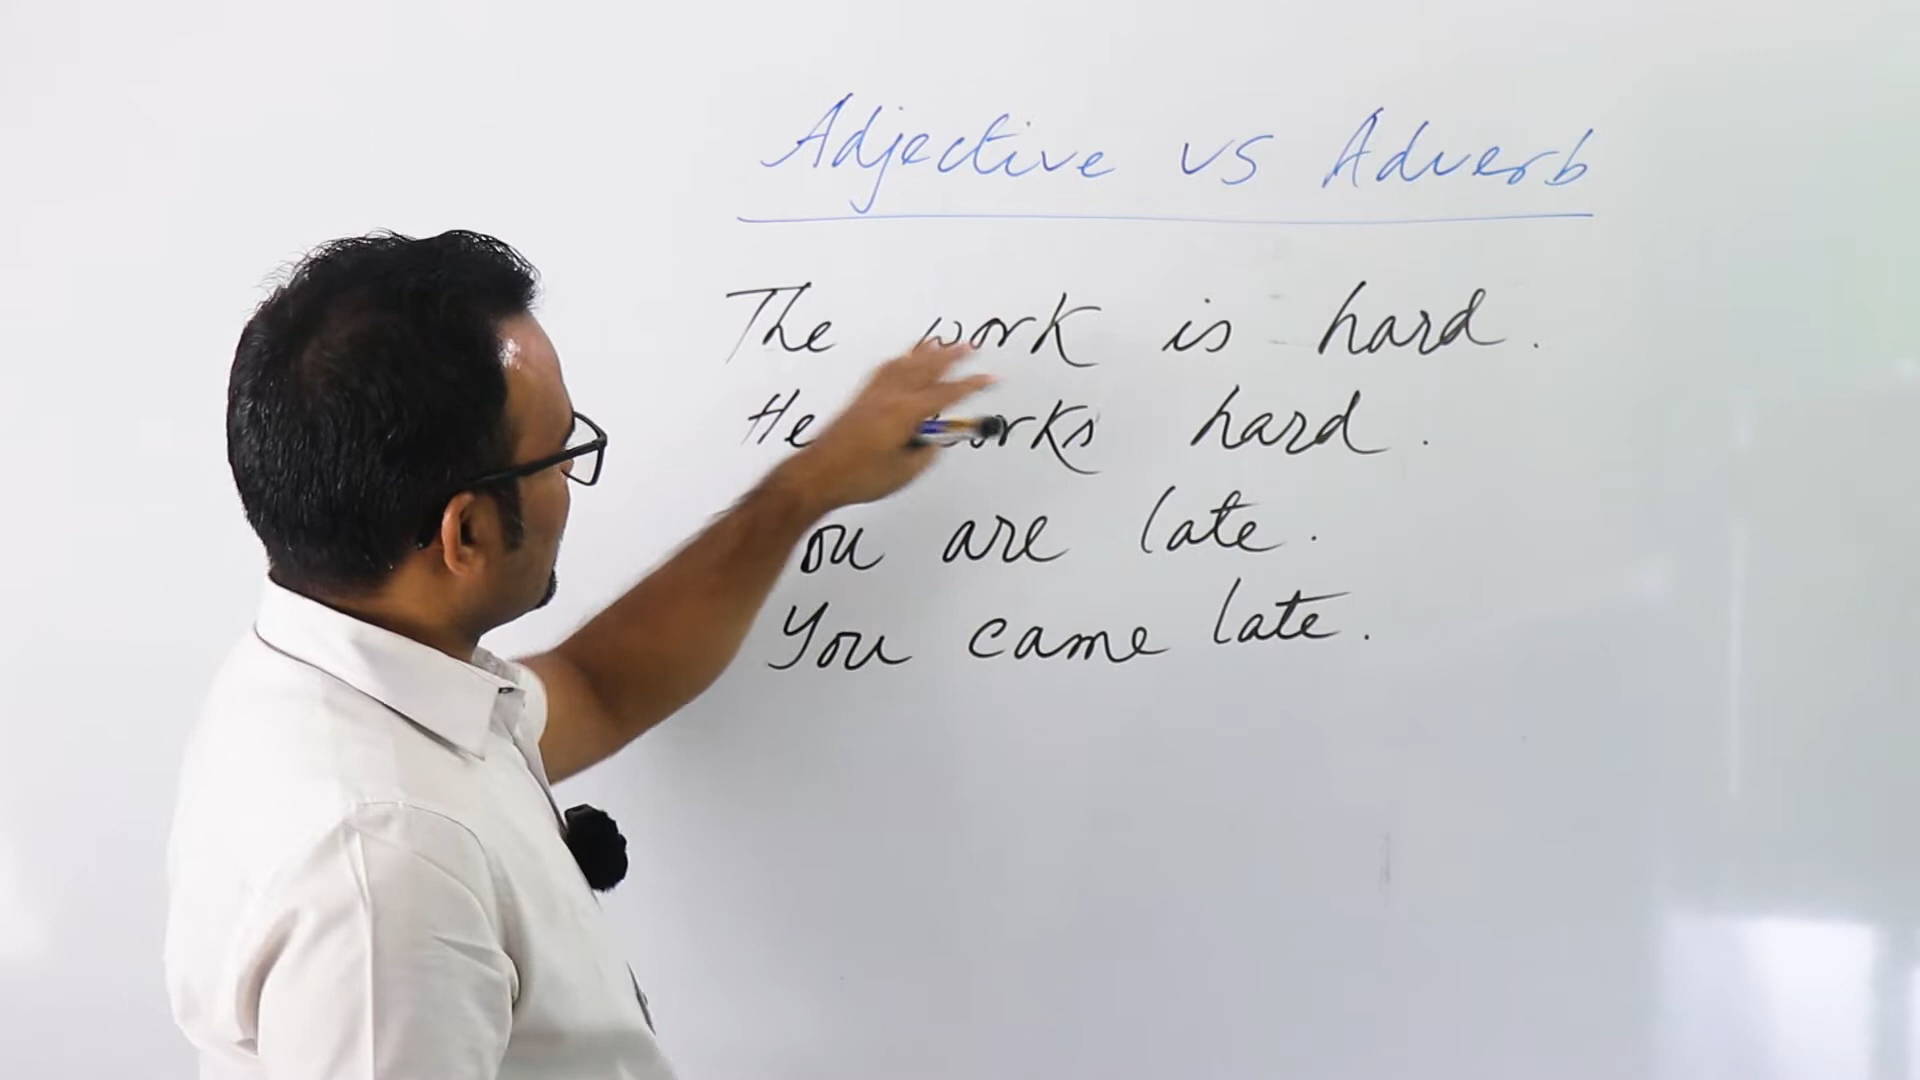 Adjective vs Adverb
The work is hard.
He works hard.
You are late.
You came late.